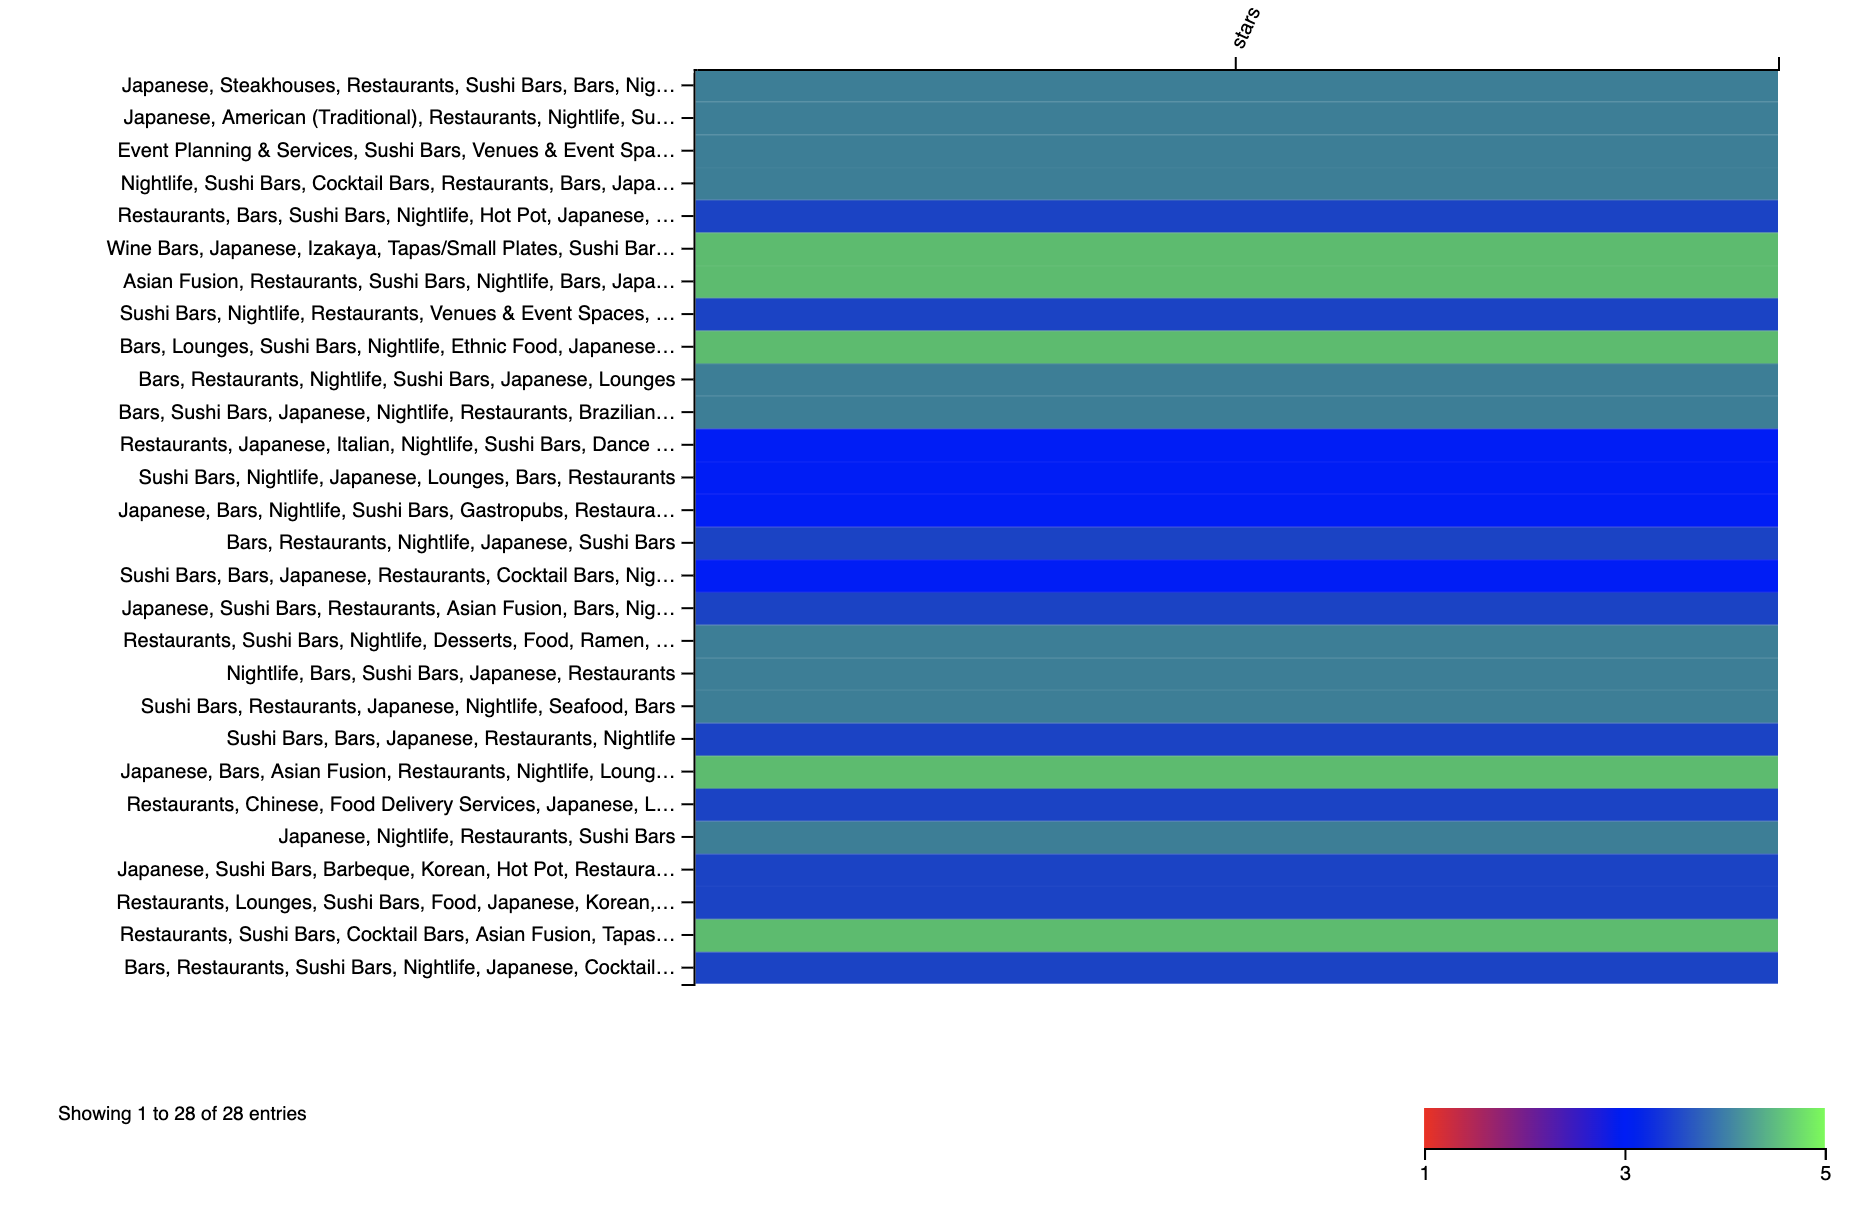 stars
Japanese, Steakhouses, Restaurants, Sushi Bars, Bars, Nig…
Japanese, American (Traditional), Restaurants, Nightlife, Su…
Event Planning & Services, Sushi Bars, Venues & Event Spa…
Nightlife, Sushi Bars, Cocktail Bars, Restaurants, Bars, Japa…
Restaurants, Bars, Sushi Bars, Nightlife, Hot Pot, Japanese, …
Wine Bars, Japanese, Izakaya, Tapas/Small Plates, Sushi Bar…
Asian Fusion, Restaurants, Sushi Bars, Nightlife, Bars, Japa…
Sushi Bars, Nightlife, Restaurants, Venues & Event Spaces, …
Bars, Lounges, Sushi Bars, Nightlife, Ethnic Food, Japanese…
Bars, Restaurants, Nightlife, Sushi Bars, Japanese, Lounges
Bars, Sushi Bars, Japanese, Nightlife, Restaurants, Brazilian…
Restaurants, Japanese, Italian, Nightlife, Sushi Bars, Dance …
Sushi Bars, Nightlife, Japanese, Lounges, Bars, Restaurants
Japanese, Bars, Nightlife, Sushi Bars, Gastropubs, Restaura…
Bars, Restaurants, Nightlife, Japanese, Sushi Bars
Sushi Bars, Bars, Japanese, Restaurants, Cocktail Bars, Nig…
Japanese, Sushi Bars, Restaurants, Asian Fusion, Bars, Nig…
Restaurants, Sushi Bars, Nightlife, Desserts, Food, Ramen, …
Nightlife, Bars, Sushi Bars, Japanese, Restaurants
Sushi Bars, Restaurants, Japanese, Nightlife, Seafood, Bars
Sushi Bars, Bars, Japanese, Restaurants, Nightlife
Japanese, Bars, Asian Fusion, Restaurants, Nightlife, Loung…
Restaurants, Chinese, Food Delivery Services, Japanese, L…
Japanese, Nightlife, Restaurants, Sushi Bars
Japanese, Sushi Bars, Barbeque, Korean, Hot Pot, Restaura…
Restaurants, Lounges, Sushi Bars, Food, Japanese, Korean,…
Restaurants, Sushi Bars, Cocktail Bars, Asian Fusion, Tapas…
Bars, Restaurants, Sushi Bars, Nightlife, Japanese, Cocktail…
Showing 1 to 28 of 28 entries
1 3 5